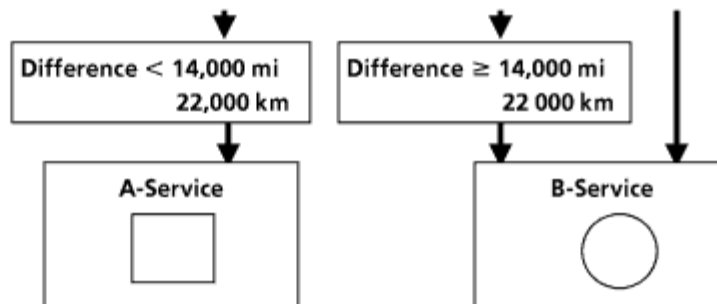 Difference < 14,000 mi
22,000 km
Difference ≥ 14,000 mi
22 000 km
A-Service
B-Service